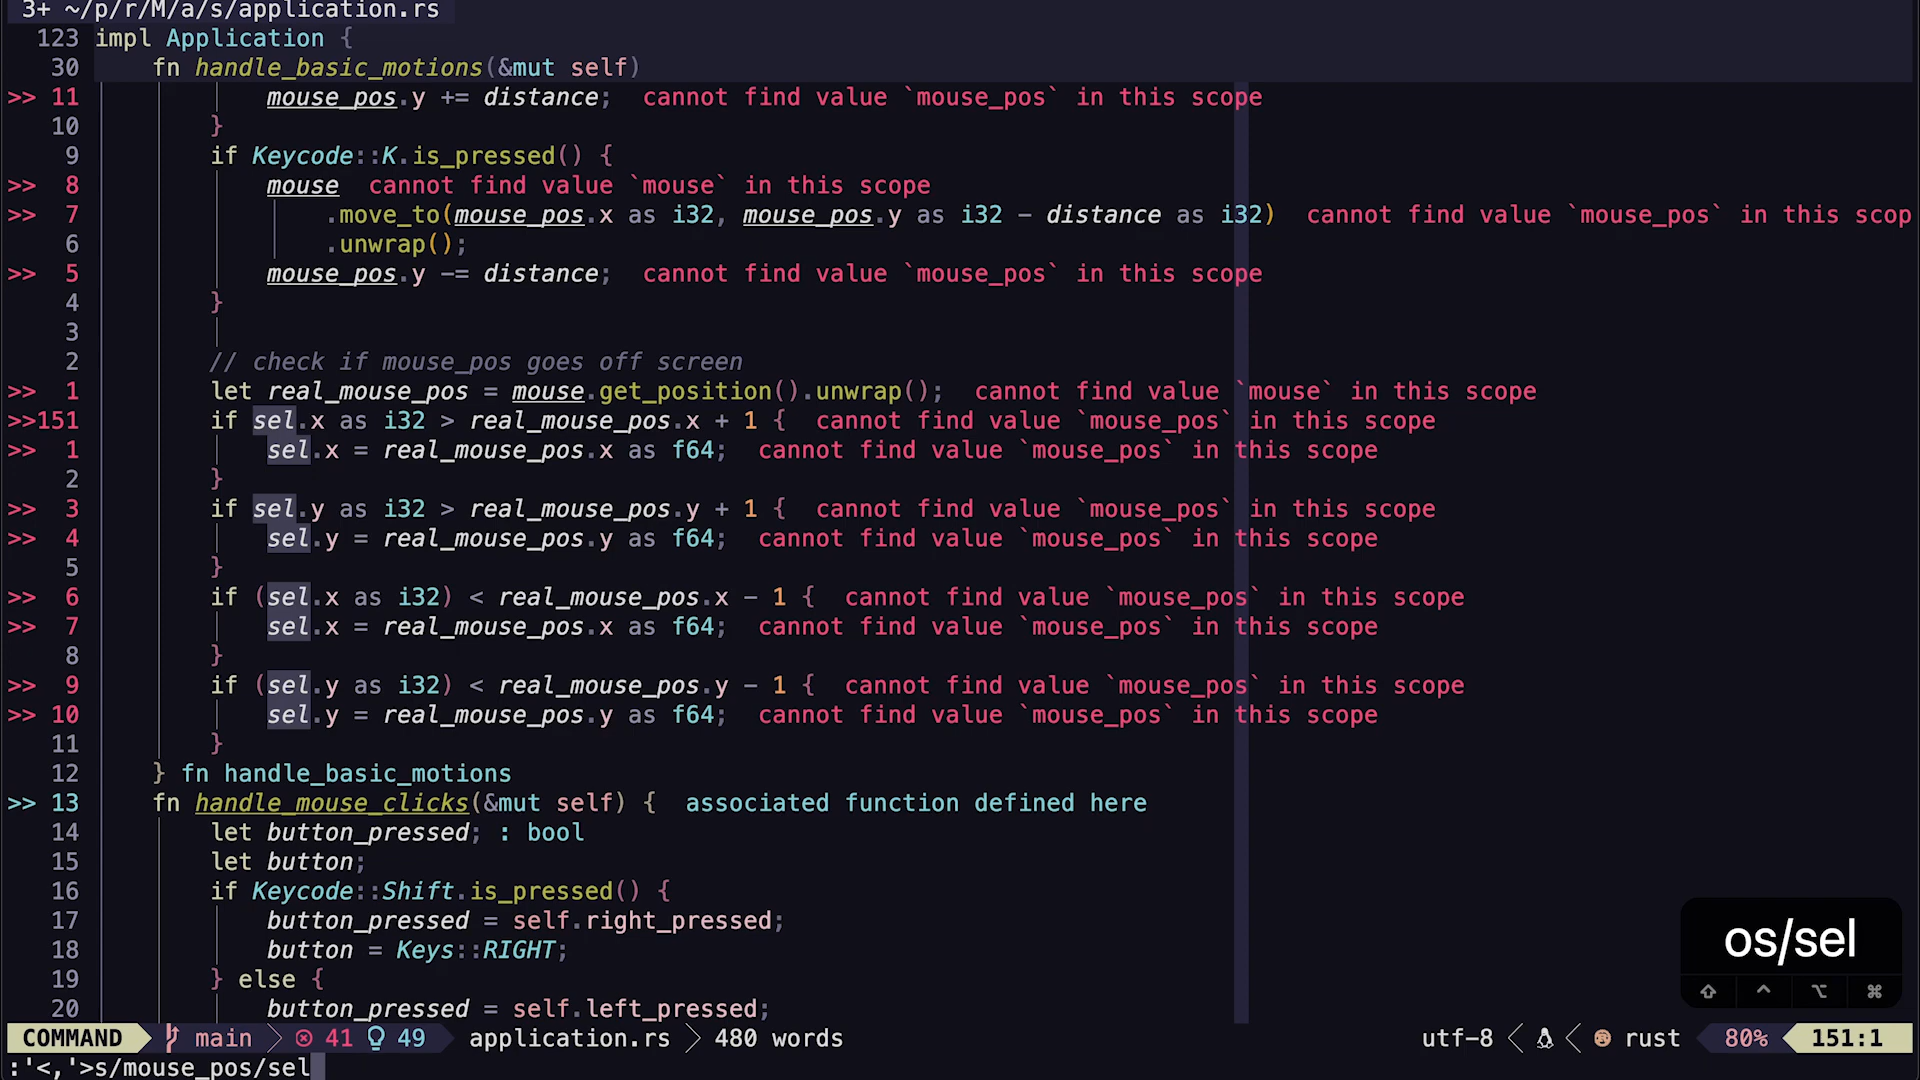 3+ ~/p/r/M/a/s/application.rs
123 impl Application {
30 fn handle_basic_motions(&mut self)
>> 11 mouse_pos.y += distance; cannot find value `mouse_pos` in this scope
10 }
9 if Keycode::K.is_pressed() {
>> 8 mouse cannot find value `mouse` in this scope
>> 7 .move_to(mouse_pos.x as i32, mouse_pos.y as i32 - distance as i32) cannot find value `mouse_pos` in this scop
6 .unwrap();
>> 5 mouse_pos.y -= distance; cannot find value `mouse_pos` in this scope
4 }
3
2 // check if mouse_pos goes off screen
>> 1 let real_mouse_pos = mouse.get_position().unwrap(); cannot find value `mouse` in this scope
>>151 if sel.x as i32 > real_mouse_pos.x + 1 { cannot find value `mouse_pos` in this scope
>> 1 sel.x = real_mouse_pos.x as f64; cannot find value `mouse_pos` in this scope
2 }
>> 3 if sel.y as i32 > real_mouse_pos.y + 1 { cannot find value `mouse_pos` in this scope
>> 4 sel.y = real_mouse_pos.y as f64; cannot find value `mouse_pos` in this scope
5 }
>> 6 if (sel.x as i32) < real_mouse_pos.x - 1 { cannot find value `mouse_pos` in this scope
>> 7 sel.x = real_mouse_pos.x as f64; cannot find value `mouse_pos` in this scope
8 }
>> 9 if (sel.y as i32) < real_mouse_pos.y - 1 { cannot find value `mouse_pos` in this scope
>> 10 sel.y = real_mouse_pos.y as f64; cannot find value `mouse_pos` in this scope
11 }
12 } fn handle_basic_motions
>> 13 fn handle_mouse_clicks(&mut self) { associated function defined here
14 let button_pressed; : bool
15 let button;
16 if Keycode::Shift.is_pressed() {
17 button_pressed = self.right_pressed;
18 button = Keys::RIGHT;
19 } else {
20 button_pressed = self.left_pressed;
os/sel
⇧ ⌃ ⌥ ⌘
COMMAND main 41 49 application.rs 480 words utf-8 rust 80% 151:1
:'<,'>s/mouse_pos/sel